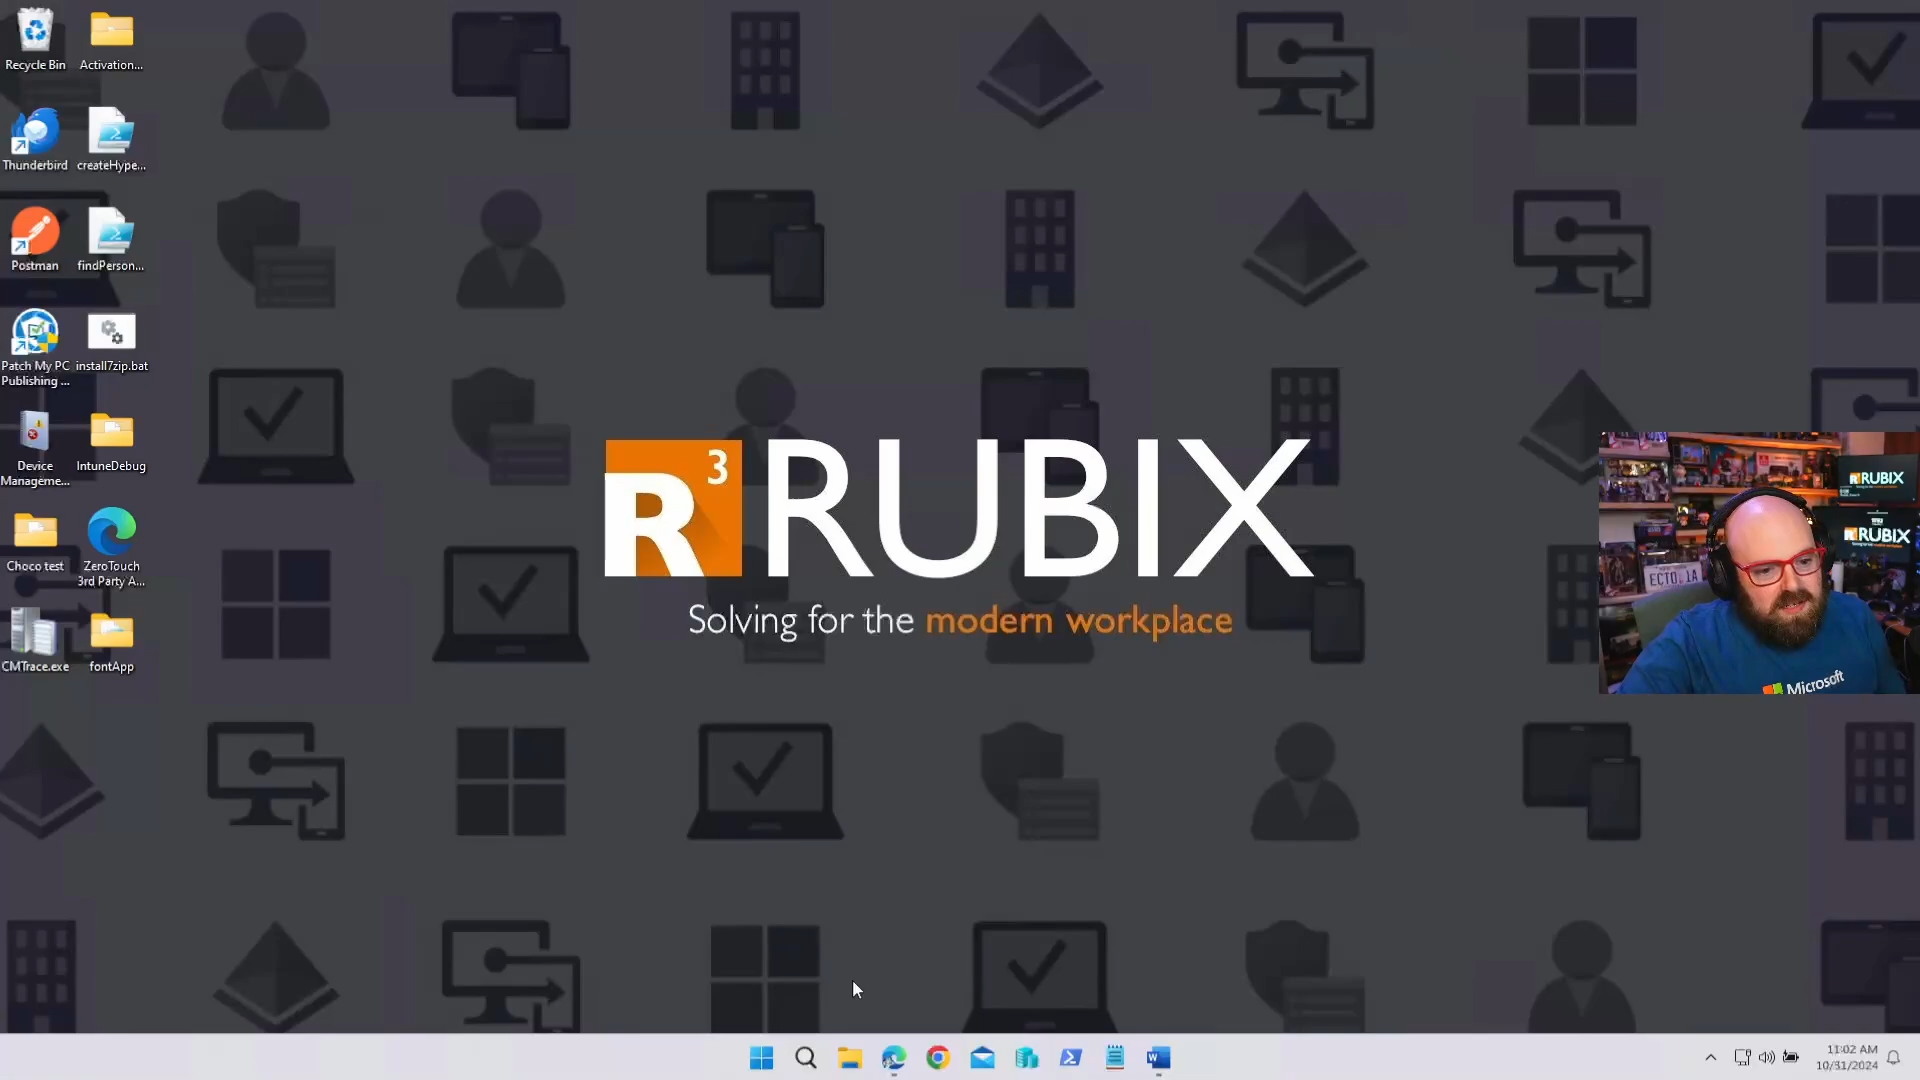 Recycle Bin
Activation...
Thunderbird
createHype...
Postman
findPerson...
Patch My PC
Publishing ...
install7zip.bat
Device
Manageme...
IntuneDebug
Choco test
ZeroTouch
3rd Party A...
CMTrace.exe
fontApp
R3 RUBIX
Solving for the modern workplace
RUBIX
RUBIX
ECTO-1A
Microsoft
11:02 AM
10/31/2024